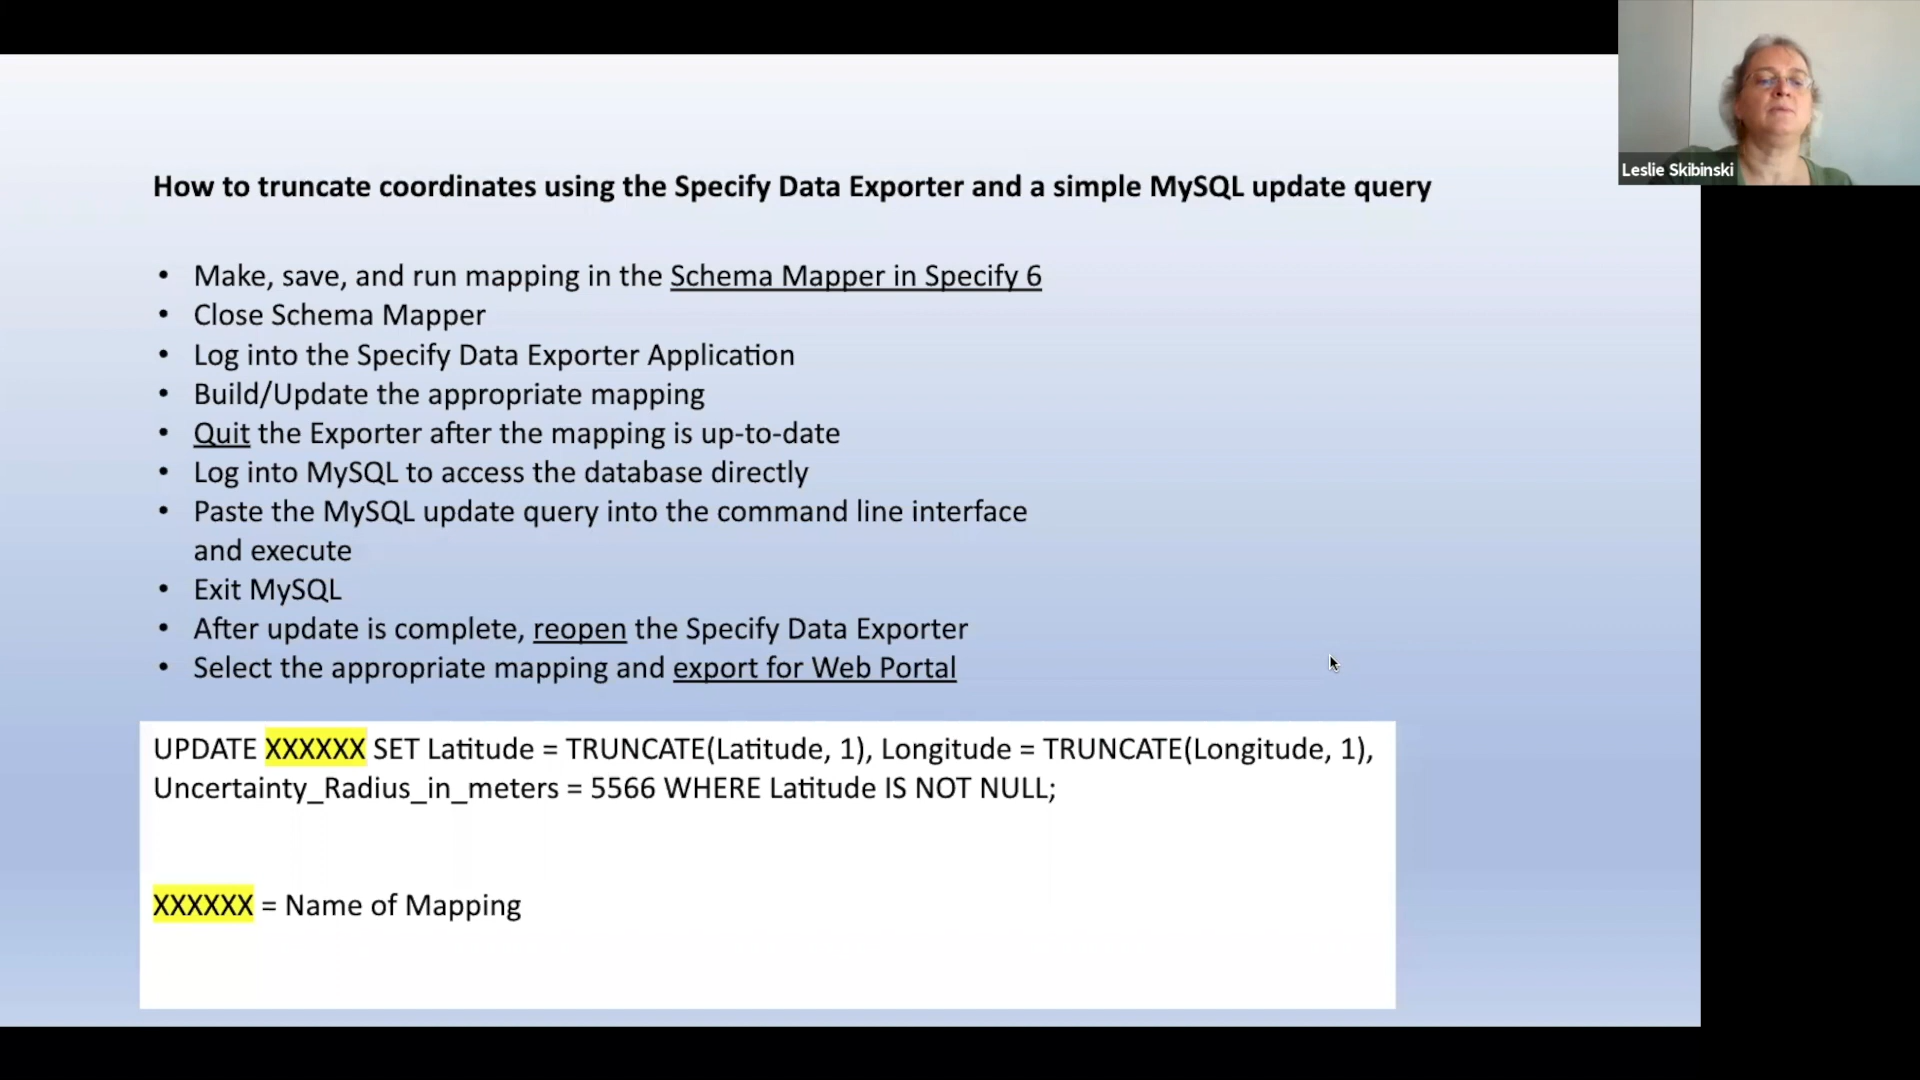 Leslie Skibinski
How to truncate coordinates using the Specify Data Exporter and a simple MySQL update query
• Make, save, and run mapping in the Schema Mapper in Specify 6
• Close Schema Mapper
• Log into the Specify Data Exporter Application
• Build/Update the appropriate mapping
• Quit the Exporter after the mapping is up-to-date
• Log into MySQL to access the database directly
• Paste the MySQL update query into the command line interface
and execute
• Exit MySQL
• After update is complete, reopen the Specify Data Exporter
• Select the appropriate mapping and export for Web Portal
UPDATE XXXXXX SET Latitude = TRUNCATE(Latitude, 1), Longitude = TRUNCATE(Longitude, 1),
Uncertainty_Radius_in_meters = 5566 WHERE Latitude IS NOT NULL;
XXXXXX = Name of Mapping